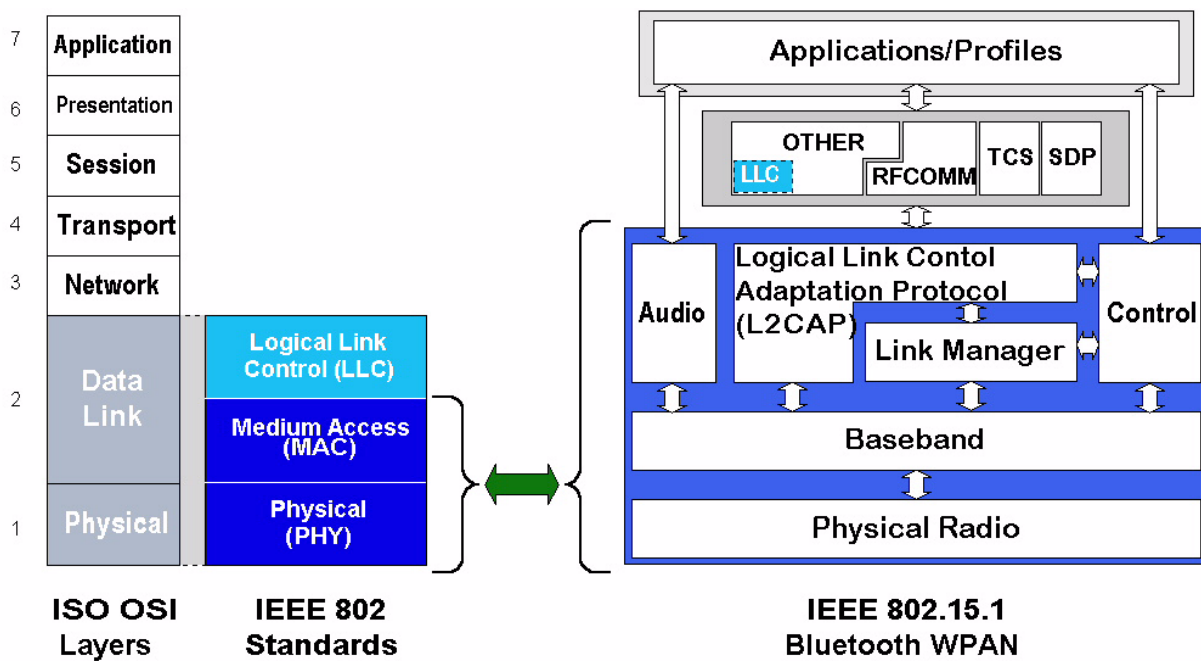 7
Application
6
Presentation
5
Session
4
Transport
3
Network
2
Data
Link
1
Physical
ISO OSI
Layers
Logical Link
Control (LLC)
Medium Access
(MAC)
Physical
(PHY)
IEEE 802
Standards
Applications/Profiles
OTHER
LLC
RFCOMM
TCS
SDP
Audio
Logical Link Contol
Adaptation Protocol
(L2CAP)
Link Manager
Control
Baseband
Physical Radio
IEEE 802.15.1
Bluetooth WPAN